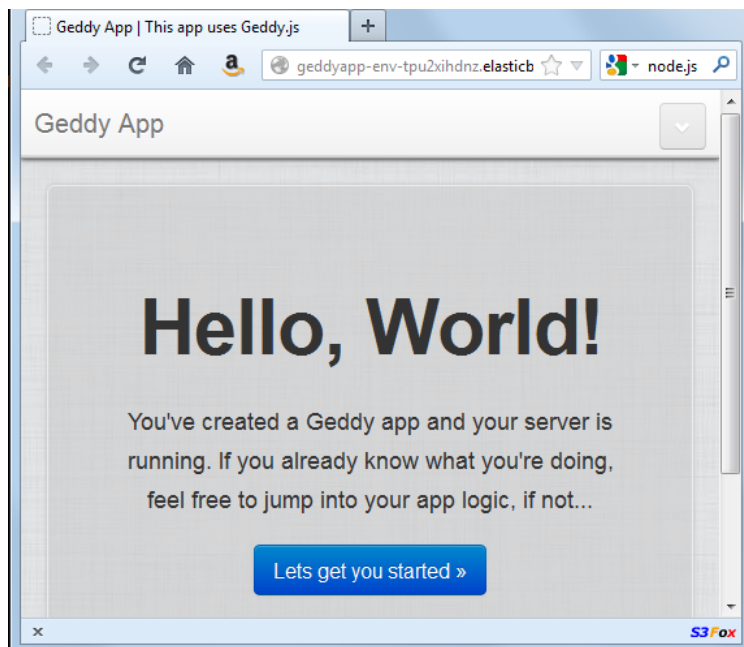 Geddy App | This app uses Geddy.js
geddyapp-env-tpu2xihdnz.elasticb
node.js
Geddy App
Hello, World!
You've created a Geddy app and your server is
running. If you already know what you're doing,
feel free to jump into your app logic, if not...
Lets get you started »
S3Fox